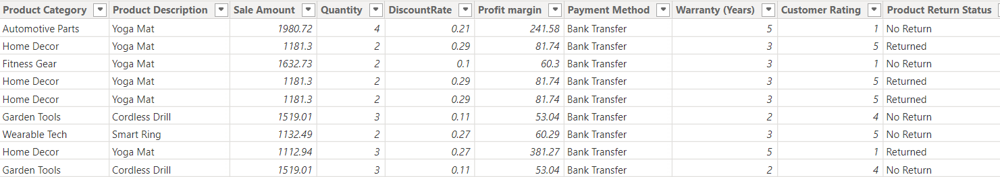 Product Category Product Description Sale Amount Quantity DiscountRate Profit margin Payment Method Warranty (Years) Customer Rating Product Return Status
Automotive Parts Yoga Mat 1980.72 4 0.21 241.58 Bank Transfer 5 1 No Return
Home Decor Yoga Mat 1181.3 2 0.29 81.74 Bank Transfer 3 5 Returned
Fitness Gear Yoga Mat 1632.73 2 0.1 60.3 Bank Transfer 3 1 No Return
Home Decor Yoga Mat 1181.3 2 0.29 81.74 Bank Transfer 3 5 Returned
Home Decor Yoga Mat 1181.3 2 0.29 81.74 Bank Transfer 3 5 Returned
Garden Tools Cordless Drill 1519.01 3 0.11 53.04 Bank Transfer 2 4 No Return
Wearable Tech Smart Ring 1132.49 2 0.27 60.29 Bank Transfer 3 5 No Return
Home Decor Yoga Mat 1112.94 3 0.27 381.27 Bank Transfer 5 1 Returned
Garden Tools Cordless Drill 1519.01 3 0.11 53.04 Bank Transfer 2 4 No Return